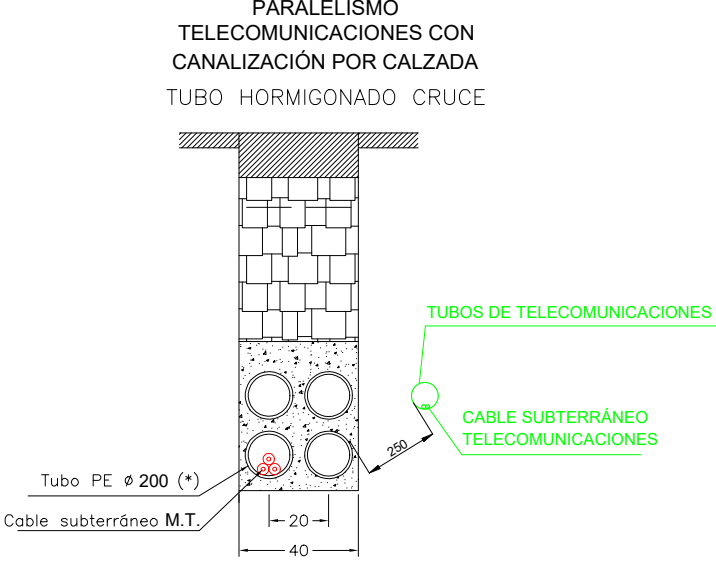 PARALELISMO
TELECOMUNICACIONES CON
CANALIZACIÓN POR CALZADA
TUBO HORMIGONADO CRUCE
TUBOS DE TELECOMUNICACIONES
CABLE SUBTERRÁNEO
TELECOMUNICACIONES
250
Tubo PE ø 200 (*)
Cable subterráneo M.T.
20
40